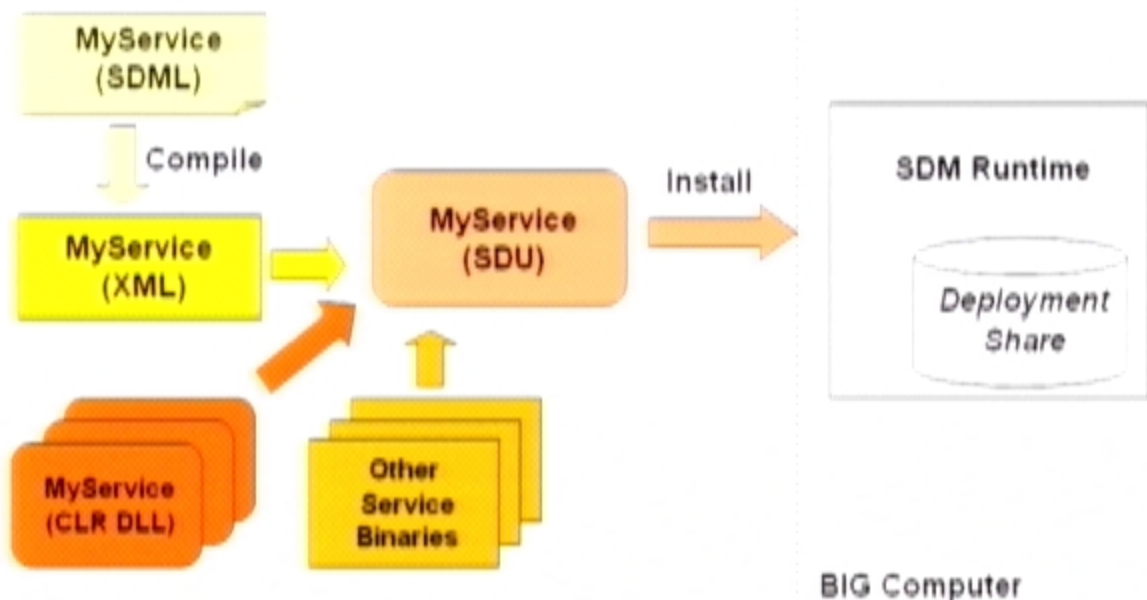 MyService
(SDML)
Compile
MyService
(XML)
MyService
(SDU)
Install
SDM Runtime
Deployment
Share
MyService
(CLR DLL)
Other
Service
Binaries
BIG Computer